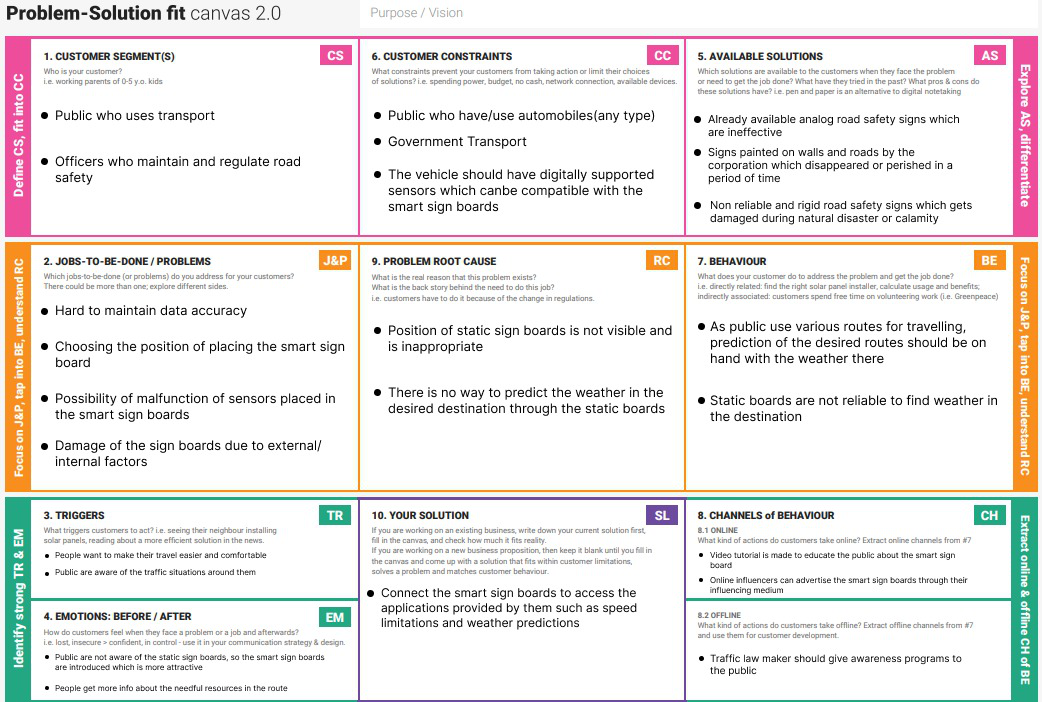 Problem-Solution fit canvas 2.0
Purpose / Vision
Define CS, fit into CC
1. CUSTOMER SEGMENT(S)
CS
Who is your customer?
i.e. working parents of 0-5 y.o. kids
● Public who uses transport
● Officers who maintain and regulate road
safety
6. CUSTOMER CONSTRAINTS
CC
What constraints prevent your customers from taking action or limit their choices
of solutions? i.e. spending power, budget, no cash, network connection, available devices.
● Public who have/use automobiles(any type)
● Government Transport
● The vehicle should have digitally supported
sensors which canbe compatible with the
smart sign boards
5. AVAILABLE SOLUTIONS
AS
Which solutions are available to the customers when they face the problem
or need to get the job done? What have they tried in the past? What pros & cons do
these solutions have? i.e. pen and paper is an alternative to digital notetaking
● Already available analog road safety signs which
are ineffective
● Signs painted on walls and roads by the
corporation which disappeared or perished in a
period of time
● Non reliable and rigid road safety signs which gets
damaged during natural disaster or calamity
Explore AS, differentiate
Focus on J&P, tap into BE, understand RC
2. JOBS-TO-BE-DONE / PROBLEMS
J&P
Which jobs-to-be-done (or problems) do you address for your customers?
There could be more than one; explore different sides.
● Hard to maintain data accuracy
● Choosing the position of placing the smart sign
board
● Possibility of malfunction of sensors placed in
the smart sign boards
● Damage of the sign boards due to external/
internal factors
9. PROBLEM ROOT CAUSE
RC
What is the real reason that this problem exists?
What is the back story behind the need to do this job?
i.e. customers have to do it because of the change in regulations.
● Position of static sign boards is not visible and
is inappropriate
● There is no way to predict the weather in the
desired destination through the static boards
7. BEHAVIOUR
BE
What does your customer do to address the problem and get the job done?
i.e. directly related: find the right solar panel installer, calculate usage and benefits;
indirectly associated: customers spend free time on volunteering work (i.e. Greenpeace)
● As public use various routes for travelling,
prediction of the desired routes should be on
hand with the weather there
● Static boards are not reliable to find weather in
the destination
Focus on J&P, tap into BE, understand RC
Identify strong TR & EM
3. TRIGGERS
TR
What triggers customers to act? i.e. seeing their neighbour installing
solar panels, reading about a more efficient solution in the news.
● People want to make their travel easier and comfortable
● Public are aware of the traffic situations around them
4. EMOTIONS: BEFORE / AFTER
EM
How do customers feel when they face a problem or a job and afterwards?
i.e. lost, insecure > confident, in control - use it in your communication strategy & design.
● Public are not aware of the static sign boards, so the smart sign boards
are introduced which is more attractive
● People get more info about the needful resources in the route
10. YOUR SOLUTION
SL
If you are working on an existing business, write down your current solution first,
fill in the canvas, and check how much it fits reality.
If you are working on a new business proposition, then keep it blank until you fill in
the canvas and come up with a solution that fits within customer limitations,
solves a problem and matches customer behaviour.
● Connect the smart sign boards to access the
applications provided by them such as speed
limitations and weather predictions
8. CHANNELS of BEHAVIOUR
CH
8.1 ONLINE
What kind of actions do customers take online? Extract online channels from #7
● Video tutorial is made to educate the public about the smart sign
board
● Online influencers can advertise the smart sign boards through their
influencing medium
8.2 OFFLINE
What kind of actions do customers take offline? Extract offline channels from #7
and use them for customer development.
● Traffic law maker should give awareness programs to
the public
Extract online & offline CH of BE